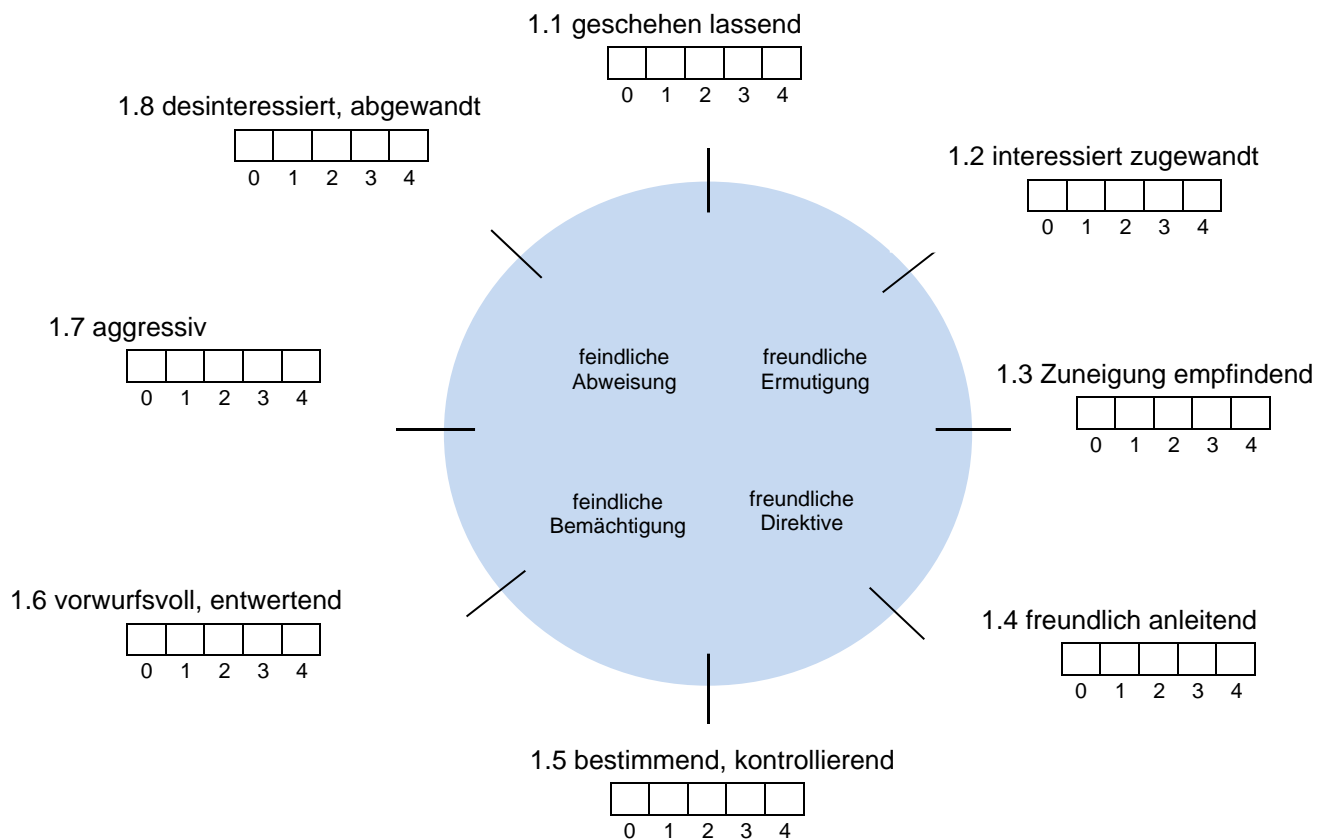 1.1 geschehen lassend
0 1 2 3 4
1.8 desinteressiert, abgewandt
0 1 2 3 4
1.2 interessiert zugewandt
0 1 2 3 4
1.7 aggressiv
0 1 2 3 4
feindliche
Abweisung
freundliche
Ermutigung
1.3 Zuneigung empfindend
0 1 2 3 4
feindliche
Bemächtigung
freundliche
Direktive
1.6 vorwurfsvoll, entwertend
0 1 2 3 4
1.4 freundlich anleitend
0 1 2 3 4
1.5 bestimmend, kontrollierend
0 1 2 3 4